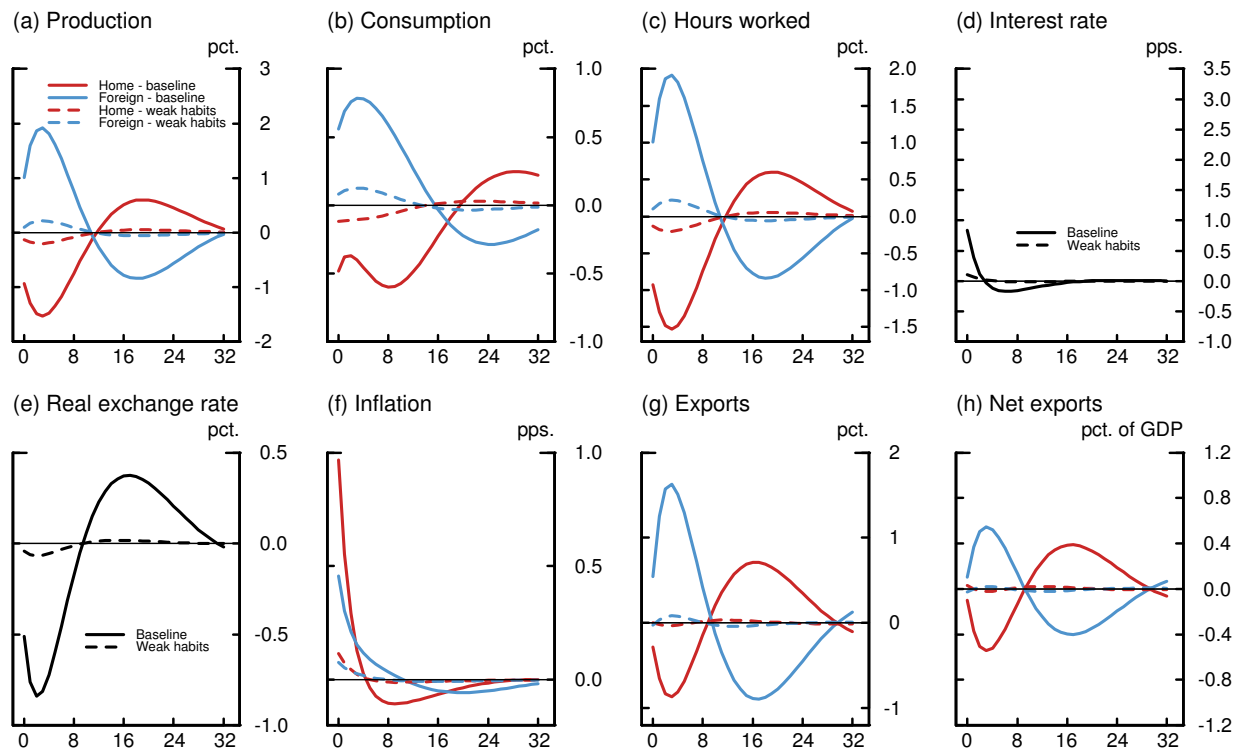 (a) Production
pct.
3
2
1
0
-1
-2
0 8 16 24 32
Home - baseline
Foreign - baseline
Home - weak habits
Foreign - weak habits
(b) Consumption
pct.
1.0
0.5
0.0
-0.5
-1.0
0 8 16 24 32
(c) Hours worked
pct.
2.0
1.5
1.0
0.5
0.0
-0.5
-1.0
-1.5
0 8 16 24 32
(d) Interest rate
pps.
3.5
3.0
2.5
2.0
1.5
1.0
0.5
0.0
-0.5
-1.0
0 8 16 24 32
Baseline
Weak habits
(e) Real exchange rate
pct.
0.5
0.0
-0.5
-1.0
0 8 16 24 32
Baseline
Weak habits
(f) Inflation
pps.
1.0
0.5
0.0
0 8 16 24 32
(g) Exports
pct.
2
1
0
-1
0 8 16 24 32
(h) Net exports
pct. of GDP
1.2
0.8
0.4
0.0
-0.4
-0.8
-1.2
0 8 16 24 32